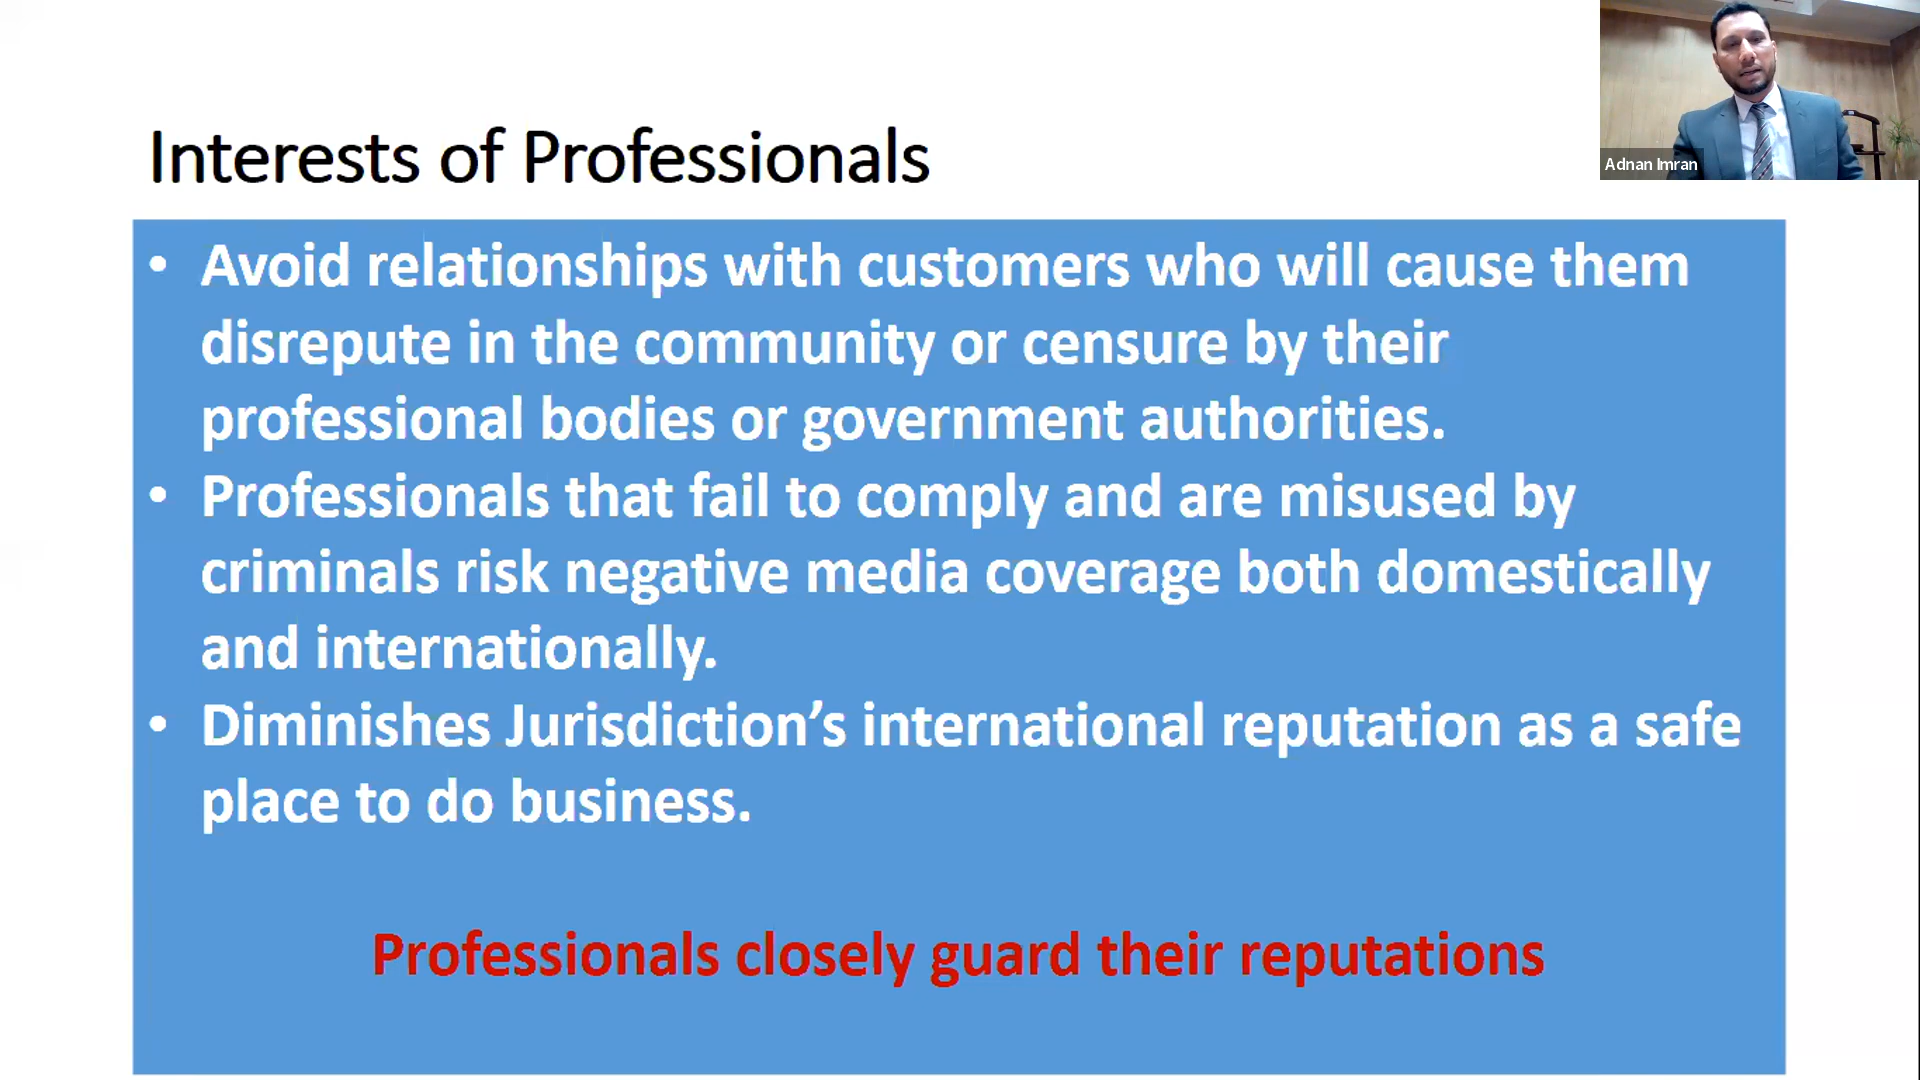 Adnan Imran
Interests of Professionals
• Avoid relationships with customers who will cause them
disrepute in the community or censure by their
professional bodies or government authorities.
• Professionals that fail to comply and are misused by
criminals risk negative media coverage both domestically
and internationally.
• Diminishes Jurisdiction’s international reputation as a safe
place to do business.
Professionals closely guard their reputations